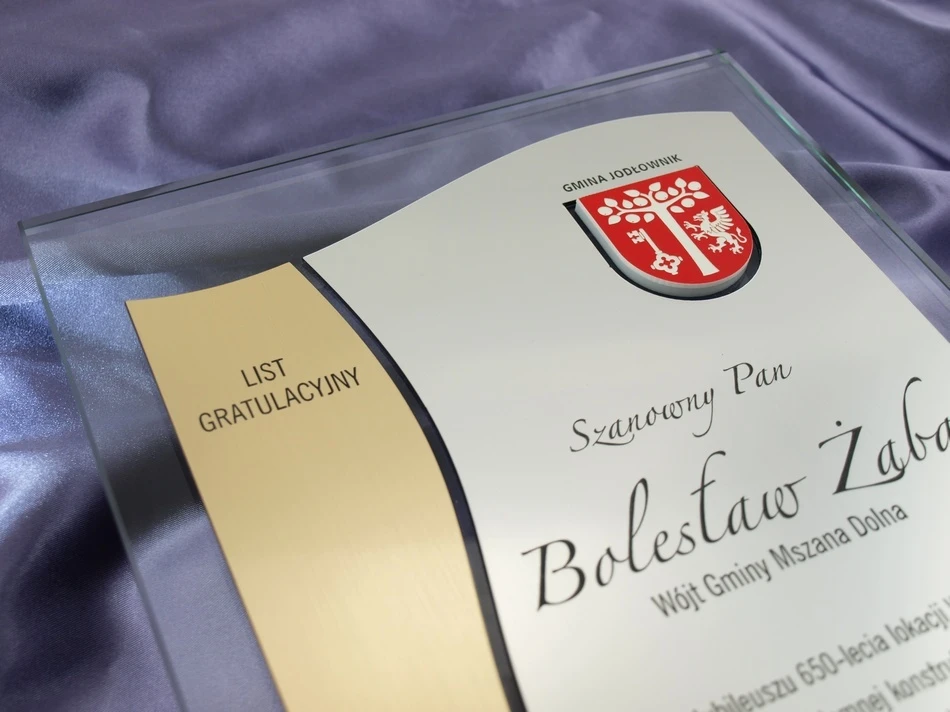 GMINA JODŁOWNIK
LIST
GRATULACYJNY
Szanowny Pan
Bolesław Żaba
Wójt Gminy Mszana Dolna
jubileuszu 650-lecia lokacji